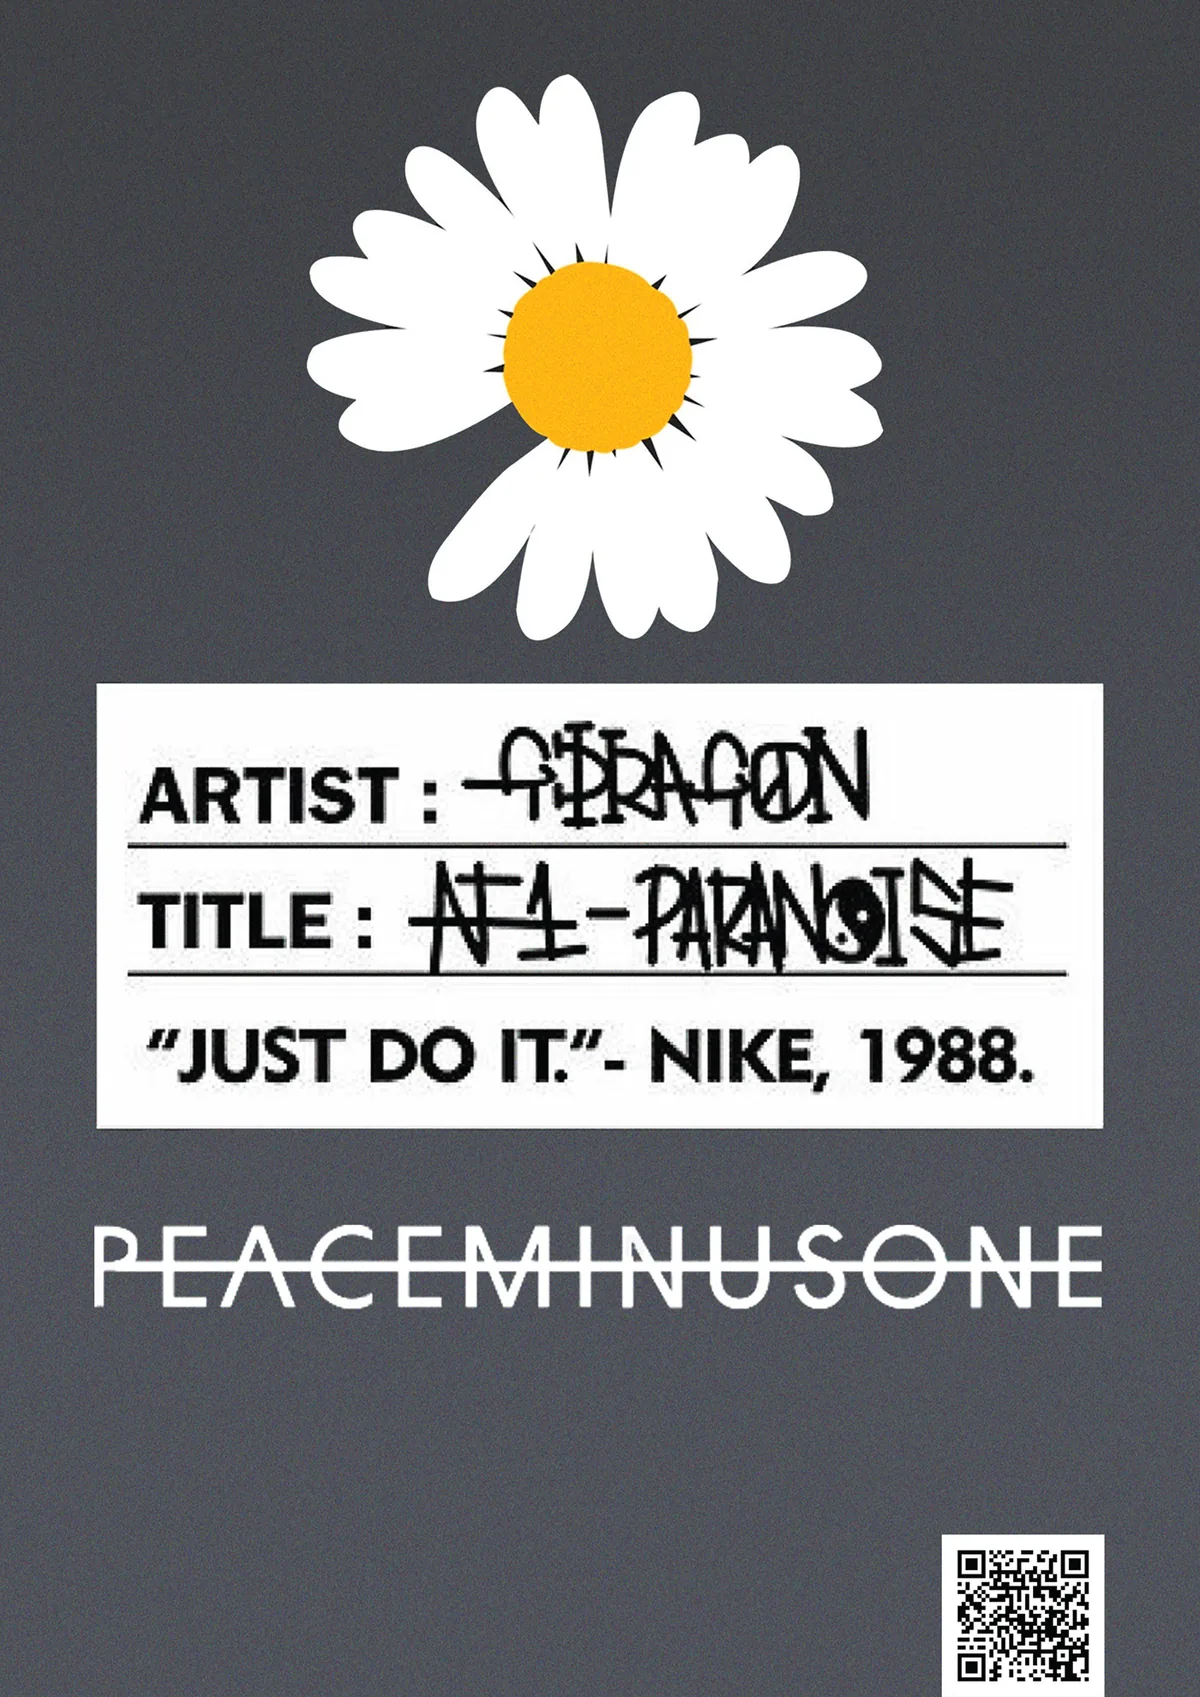 ARTIST : G-DRAGON
TITLE : AF1-PARANOISE
"JUST DO IT."- NIKE, 1988.
PEACEMINUSONE